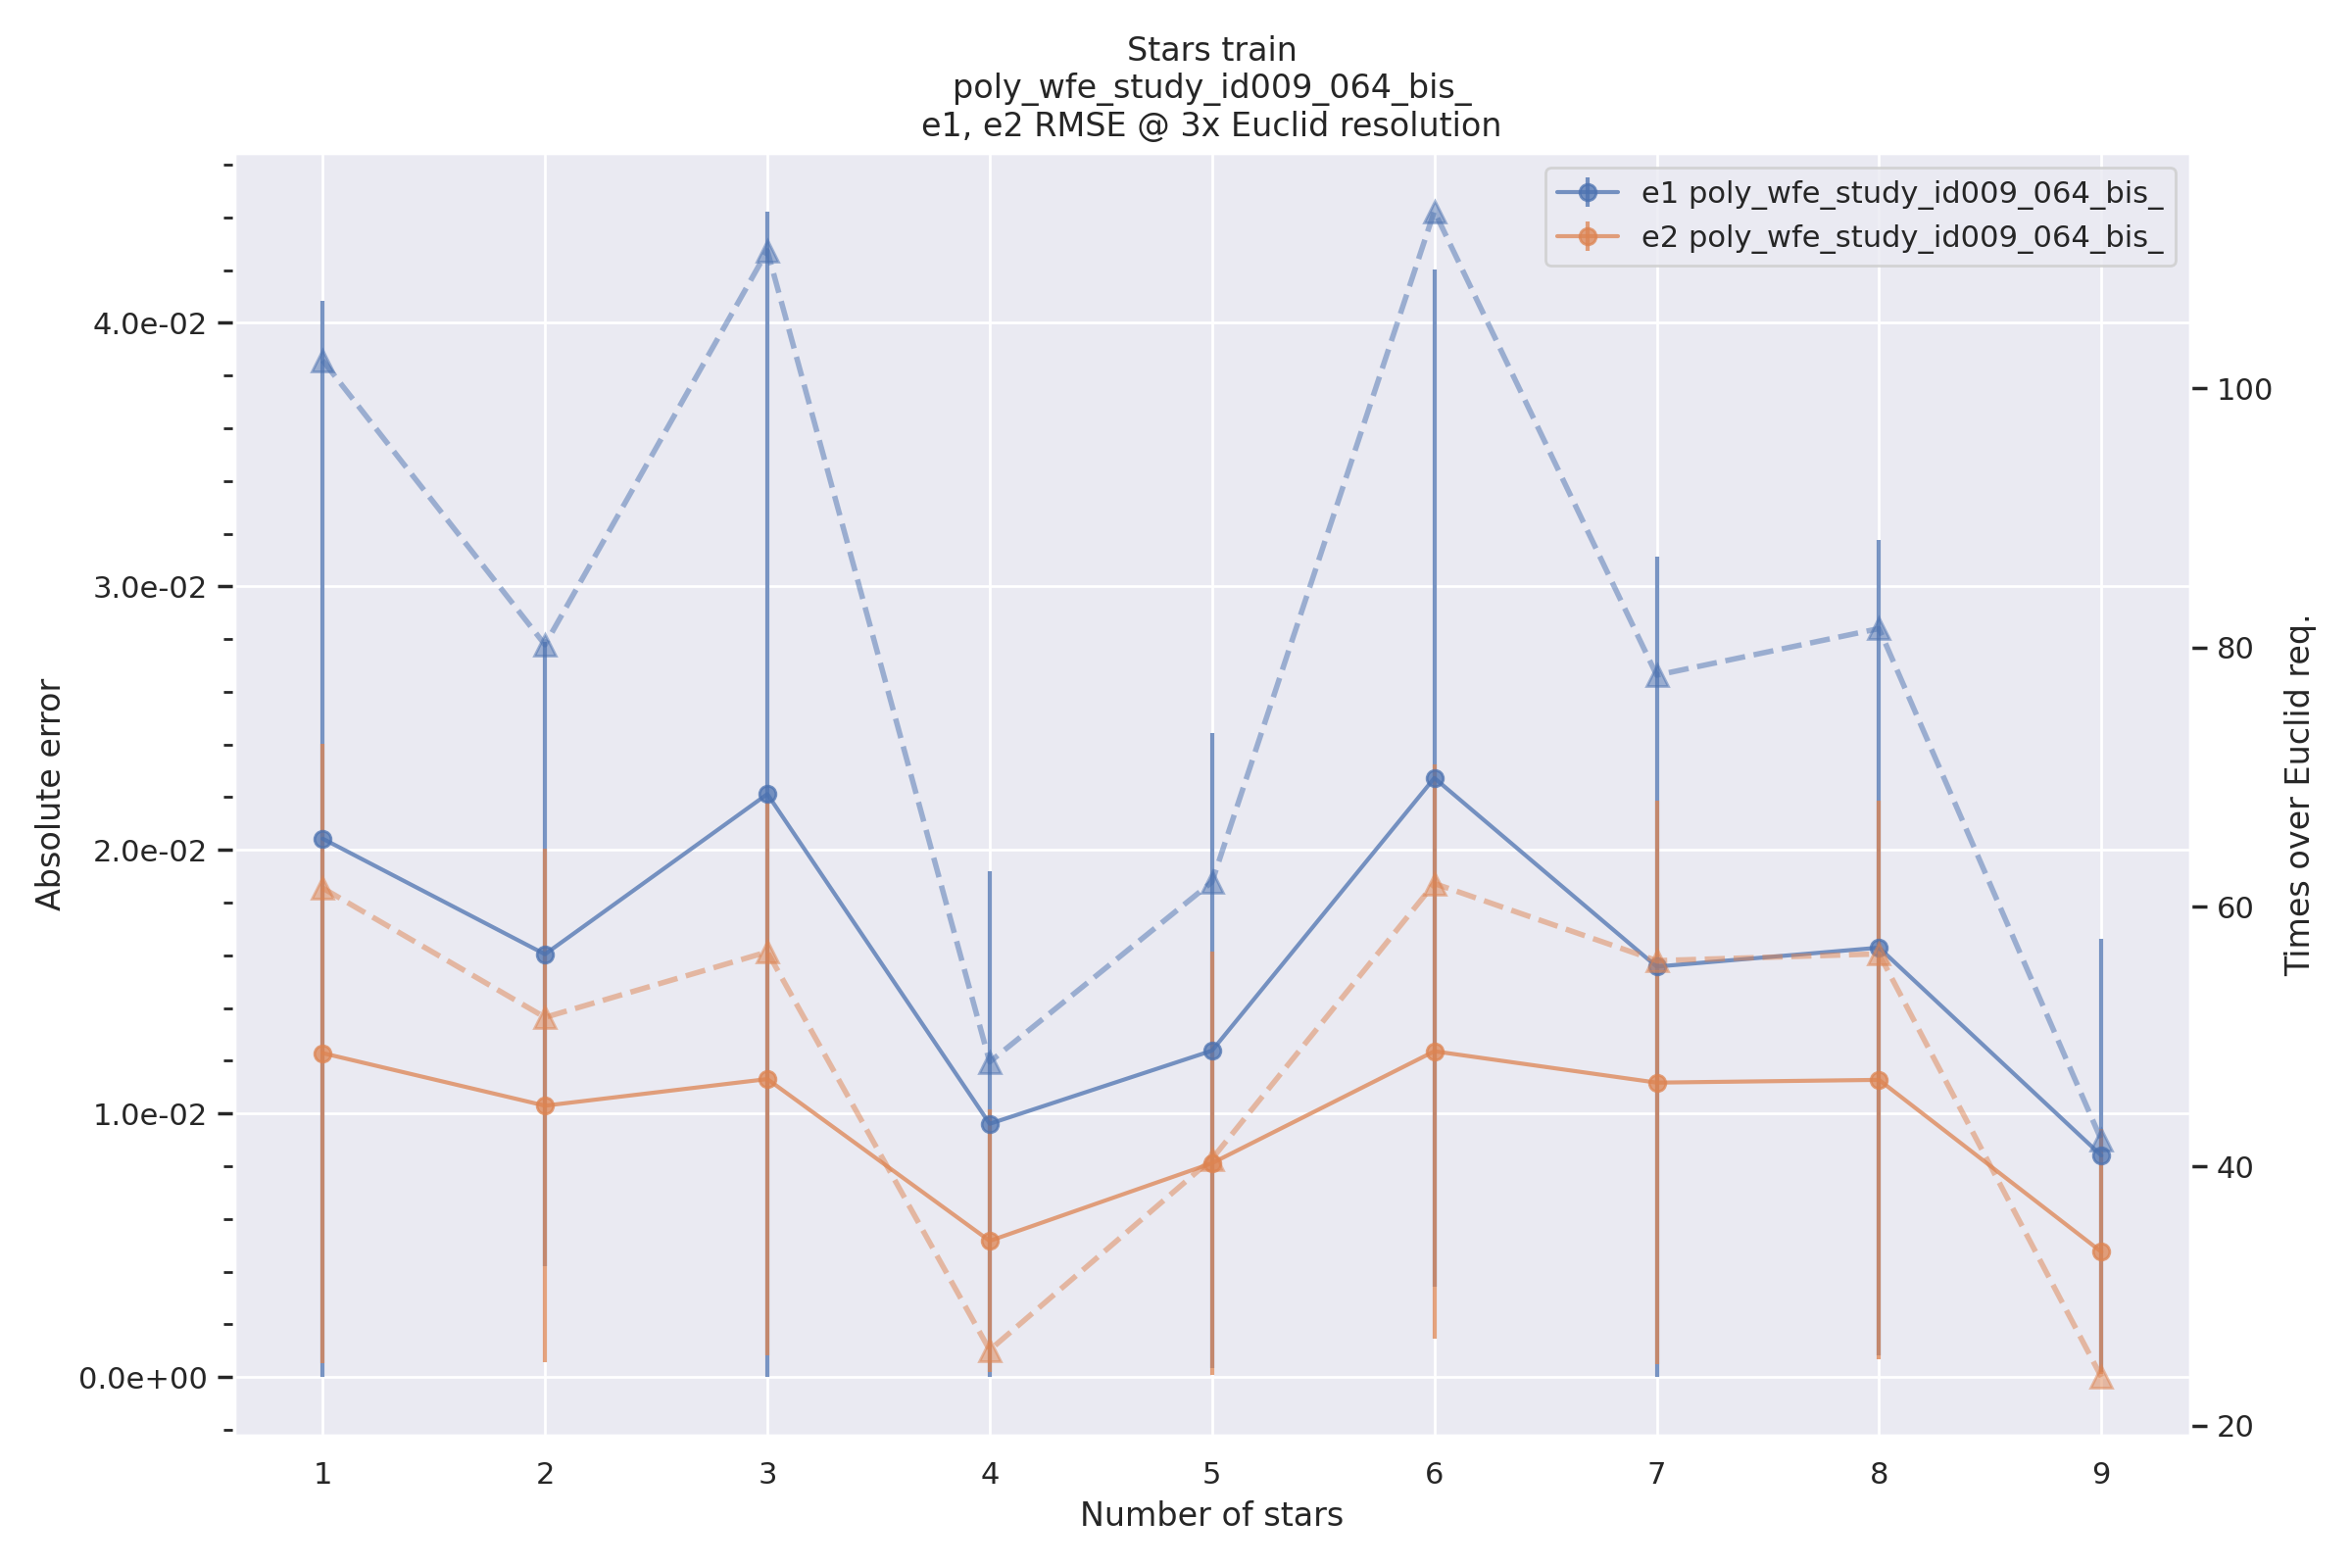 Stars train
poly_wfe_study_id009_064_bis_
e1, e2 RMSE @ 3x Euclid resolution
e1 poly_wfe_study_id009_064_bis_
e2 poly_wfe_study_id009_064_bis_
Absolute error
4.0e-02
3.0e-02
2.0e-02
1.0e-02
0.0e+00
100
80
60
40
20
Times over Euclid req.
1 2 3 4 5 6 7 8 9
Number of stars